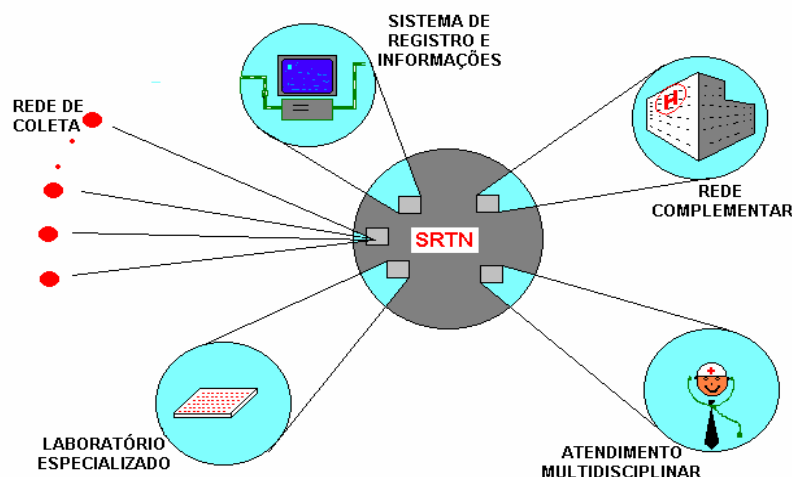 SISTEMA DE
REGISTRO E
INFORMAÇÕES
REDE DE
COLETA
H
REDE
COMPLEMENTAR
SRTN
LABORATÓRIO
ESPECIALIZADO
ATENDIMENTO
MULTIDISCIPLINAR